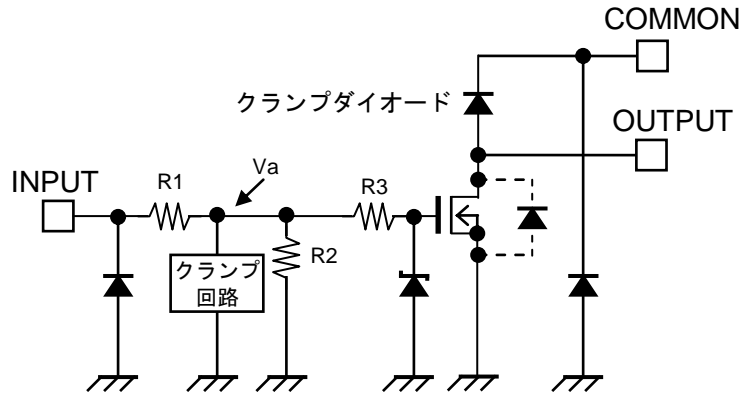 COMMON
クランプダイオード
OUTPUT
Va
INPUT
R1
R3
R2
クランプ
回路